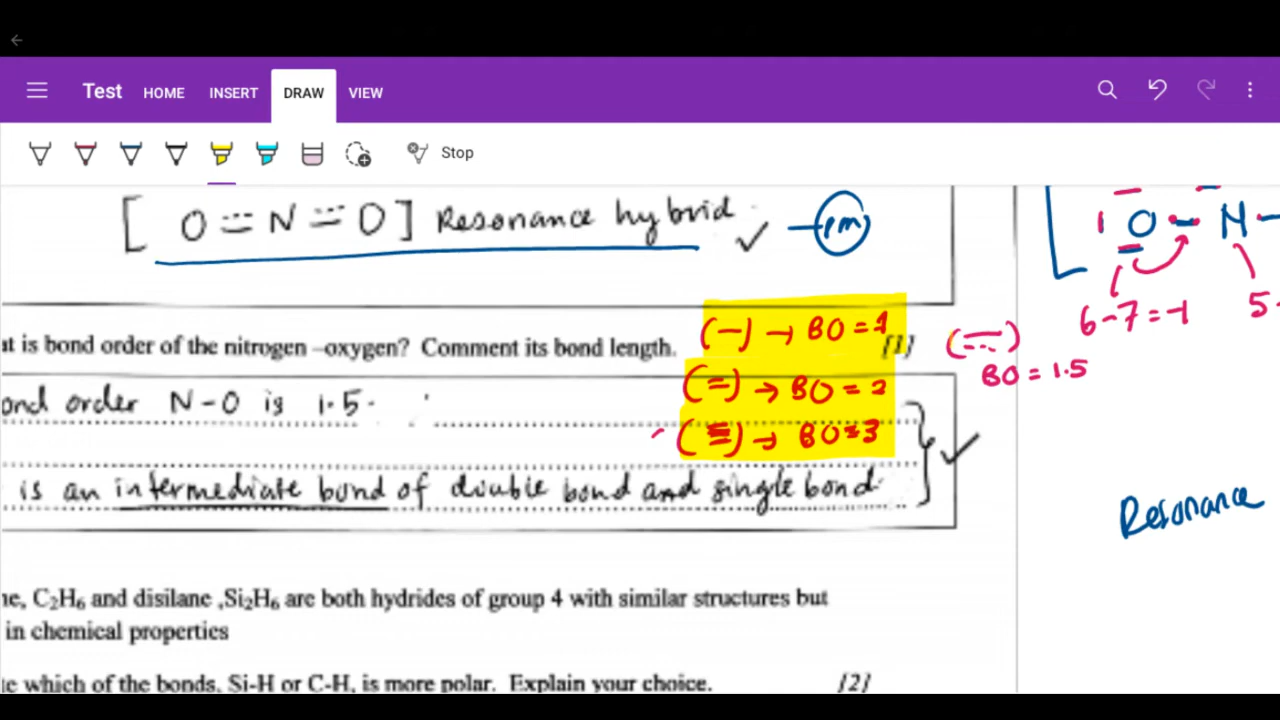 Test HOME INSERT DRAW VIEW
Stop
[ O = N = O ] Resonance hybrid. ✓ 1m
O - N -
6-7=-1 5-
at is bond order of the nitrogen –oxygen? Comment its bond length. [1]
(-) → BO = 1
(=) → BO = 2
(≡) → BO = 3
BO = 1.5
ond order N-O is 1.5.
is an intermediate bond of double bond and single bond. ✓
Resonance
ne, C₂H₆ and disilane ,Si₂H₆ are both hydrides of group 4 with similar structures but
in chemical properties
te which of the bonds, Si-H or C-H, is more polar. Explain your choice. [2]